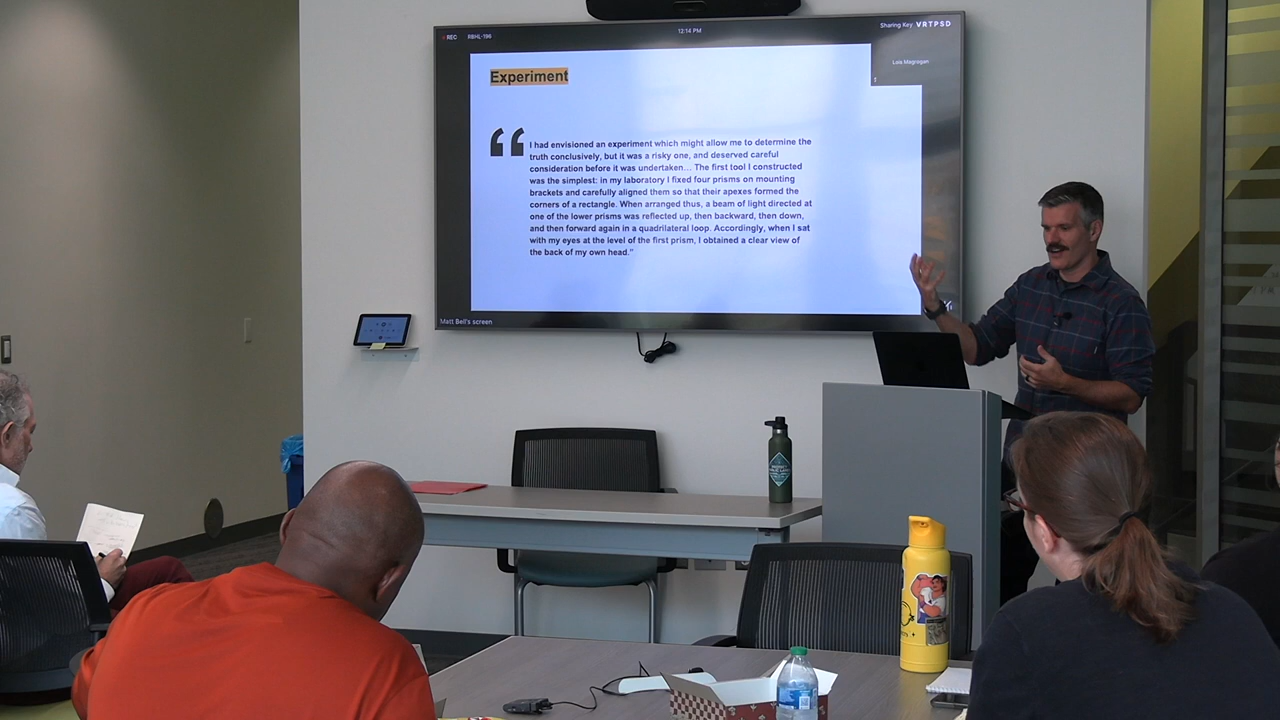 REC
RBHL-196
12:14 PM
Sharing Key: VRTPSD
Lois Magrogan
Experiment
“
I had envisioned an experiment which might allow me to determine the
truth conclusively, but it was a risky one, and deserved careful
consideration before it was undertaken... The first tool I constructed
was the simplest: in my laboratory I fixed four prisms on mounting
brackets and carefully aligned them so that their apexes formed the
corners of a rectangle. When arranged thus, a beam of light directed at
one of the lower prisms was reflected up, then backward, then down,
and then forward again in a quadrilateral loop. Accordingly, when I sat
with my eyes at the level of the first prism, I obtained a clear view of
the back of my own head.”
Matt Bell's screen